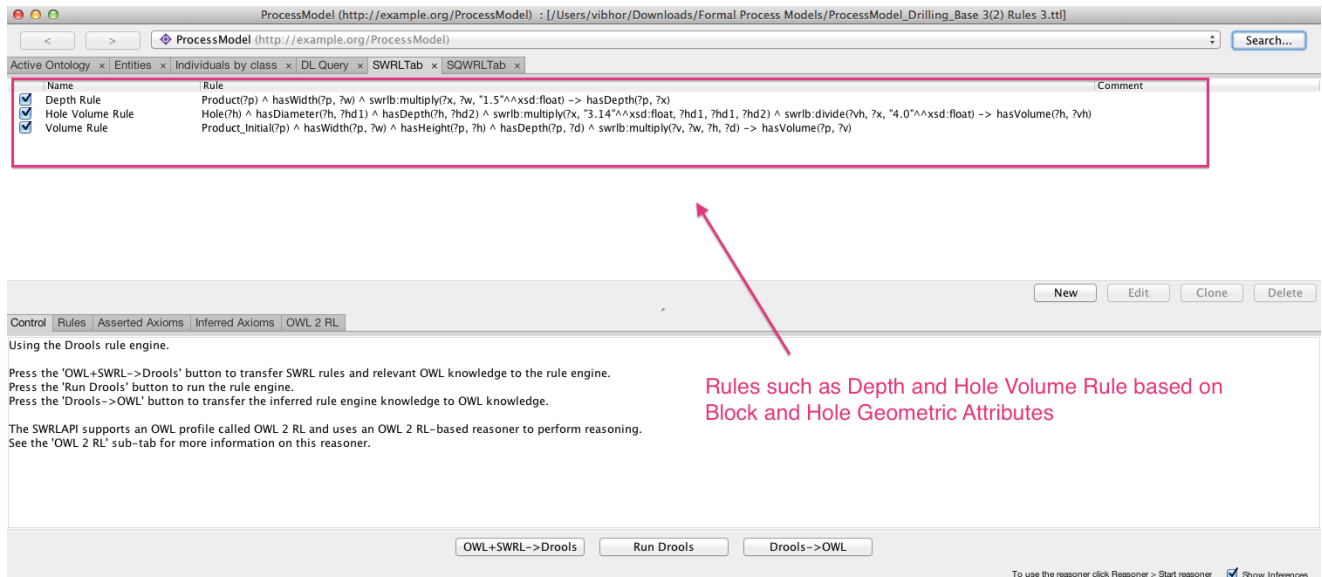 ProcessModel (http://example.org/ProcessModel) : [/Users/vibhor/Downloads/Formal Process Models/ProcessModel_Drilling_Base 3(2) Rules 3.ttl]
< > ProcessModel (http://example.org/ProcessModel) Search...
Active Ontology × Entities × Individuals by class × DL Query × SWRLTab × SQWRLTab ×
Name Rule Comment
Depth Rule Product(?p) ^ hasWidth(?p, ?w) ^ swrlb:multiply(?x, ?w, "1.5"^^xsd:float) -> hasDepth(?p, ?x)
Hole Volume Rule Hole(?h) ^ hasDiameter(?h, ?hd1) ^ hasDepth(?h, ?hd2) ^ swrlb:multiply(?x, "3.14"^^xsd:float, ?hd1, ?hd1, ?hd2) ^ swrlb:divide(?vh, ?x, "4.0"^^xsd:float) -> hasVolume(?h, ?vh)
Volume Rule Product_Initial(?p) ^ hasWidth(?p, ?w) ^ hasHeight(?p, ?h) ^ hasDepth(?p, ?d) ^ swrlb:multiply(?v, ?w, ?h, ?d) -> hasVolume(?p, ?v)
New Edit Clone Delete
Control Rules Asserted Axioms Inferred Axioms OWL 2 RL
Using the Drools rule engine.
Press the 'OWL+SWRL->Drools' button to transfer SWRL rules and relevant OWL knowledge to the rule engine.
Press the 'Run Drools' button to run the rule engine.
Press the 'Drools->OWL' button to transfer the inferred rule engine knowledge to OWL knowledge.
The SWRLAPI supports an OWL profile called OWL 2 RL and uses an OWL 2 RL-based reasoner to perform reasoning.
See the 'OWL 2 RL' sub-tab for more information on this reasoner.
Rules such as Depth and Hole Volume Rule based on
Block and Hole Geometric Attributes
OWL+SWRL->Drools Run Drools Drools->OWL
To use the reasoner click Reasoner > Start reasoner Show Inferences